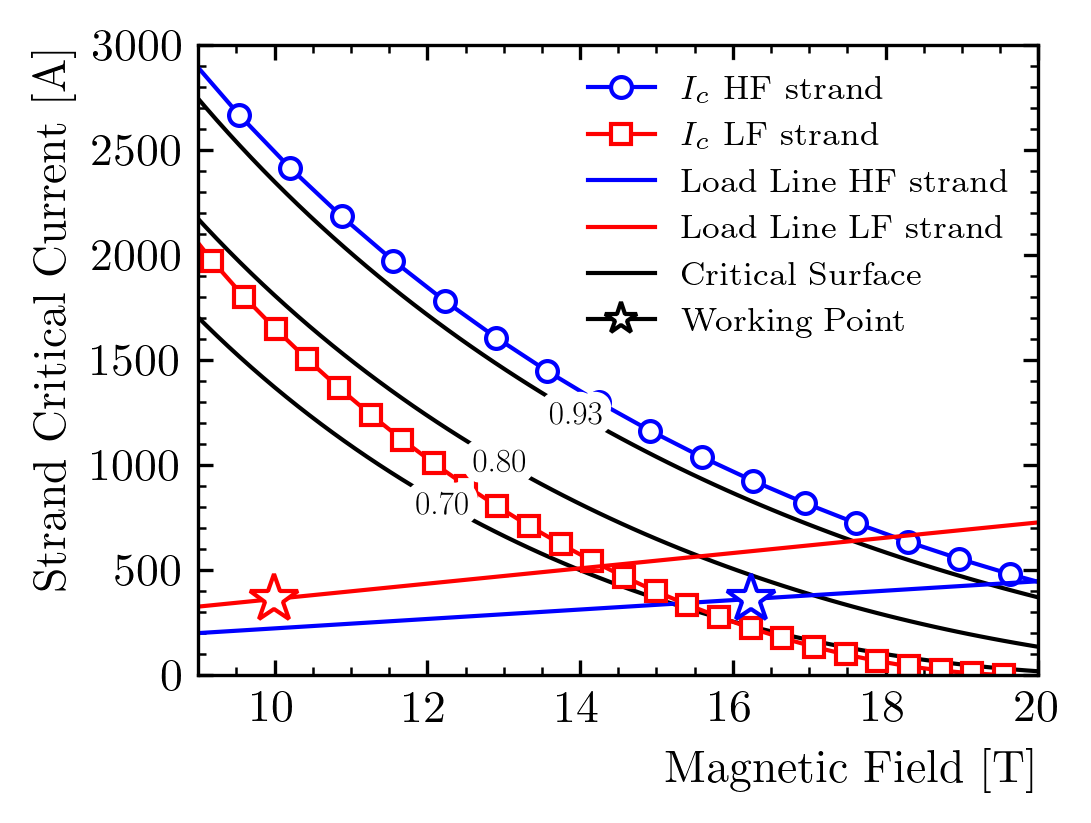 3000
2500
2000
1500
1000
500
0
Strand Critical Current [A]
I_c HF strand
I_c LF strand
Load Line HF strand
Load Line LF strand
Critical Surface
Working Point
0.93
0.80
0.70
10 12 14 16 18 20
Magnetic Field [T]